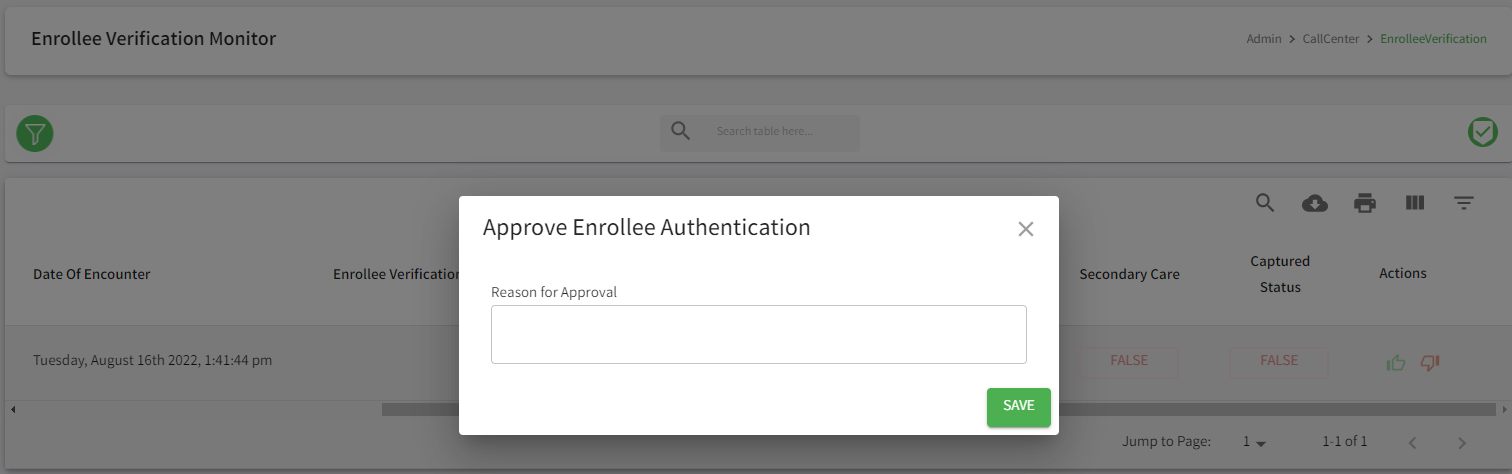 Enrollee Verification Monitor
Admin > CallCenter > EnrolleeVerification
Search table here...
Approve Enrollee Authentication
Reason for Approval
SAVE
Date Of Encounter
Enrollee Verification
Secondary Care
Captured
Status
Actions
Tuesday, August 16th 2022, 1:41:44 pm
FALSE
FALSE
Jump to Page:
1
1-1 of 1